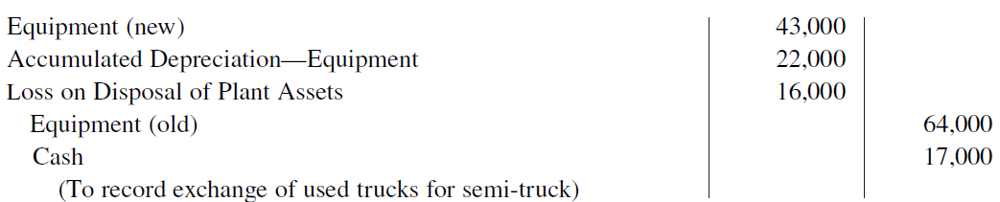 Equipment (new) 43,000
Accumulated Depreciation—Equipment 22,000
Loss on Disposal of Plant Assets 16,000
Equipment (old) 64,000
Cash 17,000
(To record exchange of used trucks for semi-truck)